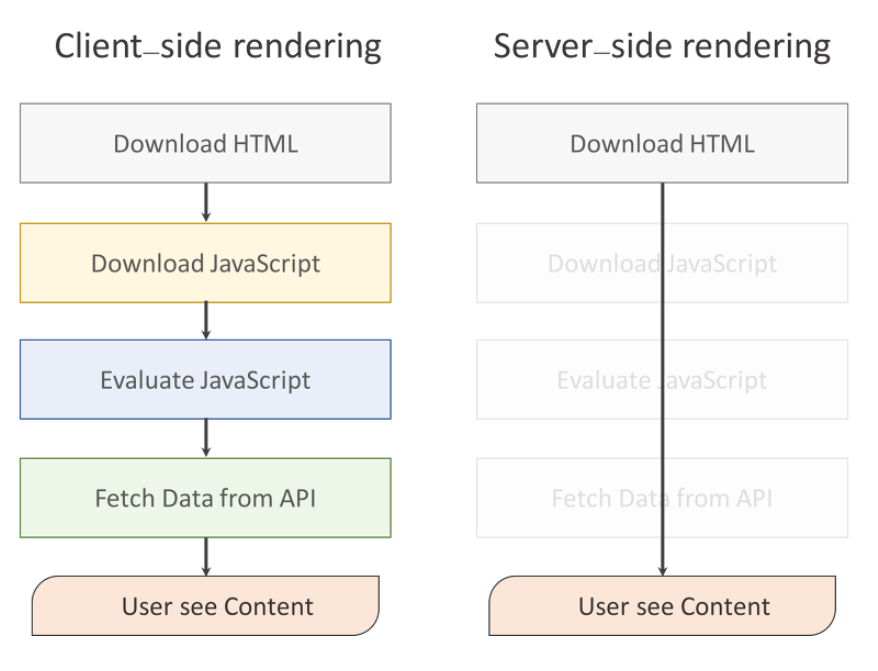 Client–side rendering
Download HTML
Download JavaScript
Evaluate JavaScript
Fetch Data from API
User see Content
Server–side rendering
Download HTML
Download JavaScript
Evaluate JavaScript
Fetch Data from API
User see Content